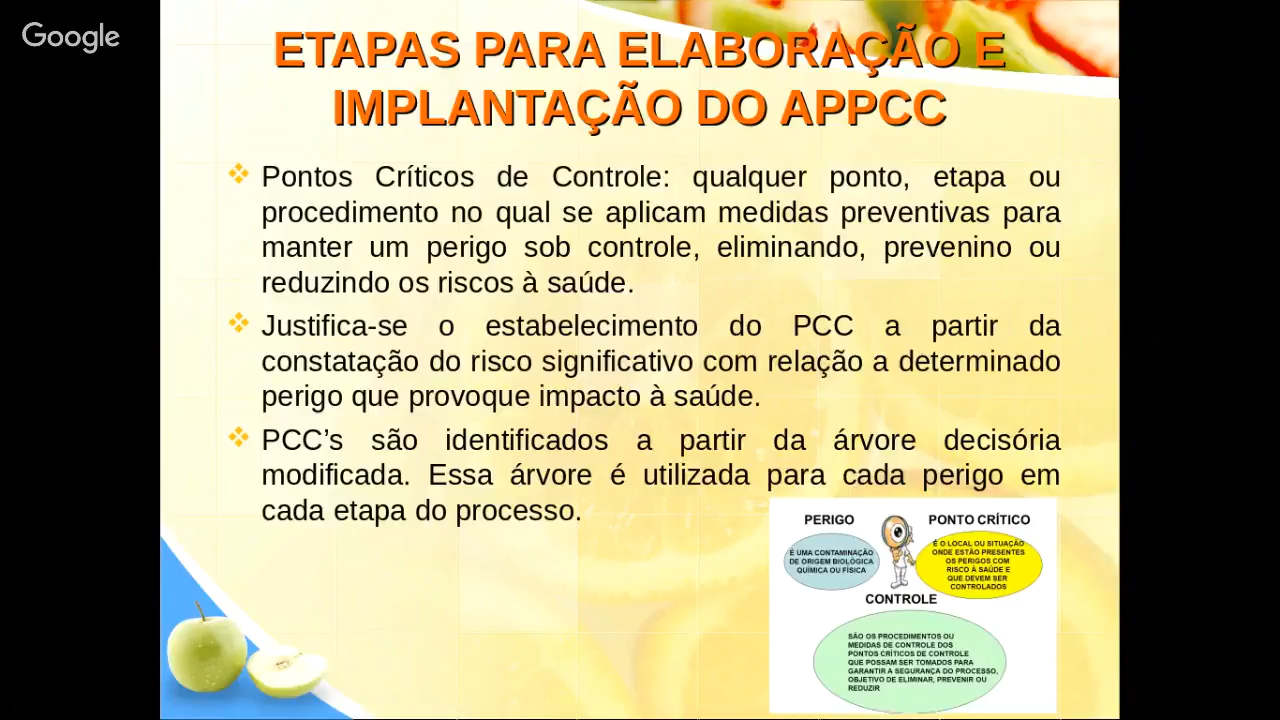 Google
ETAPAS PARA ELABORAÇÃO E
IMPLANTAÇÃO DO APPCC
Pontos Críticos de Controle: qualquer ponto, etapa ou
procedimento no qual se aplicam medidas preventivas para
manter um perigo sob controle, eliminando, prevenino ou
reduzindo os riscos à saúde.
Justifica-se o estabelecimento do PCC a partir da
constatação do risco significativo com relação a determinado
perigo que provoque impacto à saúde.
PCC’s são identificados a partir da árvore decisória
modificada. Essa árvore é utilizada para cada perigo em
cada etapa do processo.
PERIGO
É UMA CONTAMINAÇÃO
DE ORIGEM BIOLÓGICA
QUÍMICA OU FÍSICA
PONTO CRÍTICO
É O LOCAL OU SITUAÇÃO
ONDE ESTÃO PRESENTES
OS PERIGOS COM
RISCO À SAÚDE E
QUE DEVEM SER
CONTROLADOS
CONTROLE
SÃO OS PROCEDIMENTOS OU
MEDIDAS DE CONTROLE DOS
PONTOS CRÍTICOS DE CONTROLE
QUE POSSAM SER TOMADOS PARA
GARANTIR A SEGURANÇA DO PROCESSO,
OBJETIVO DE ELIMINAR, PREVENIR OU
REDUZIR